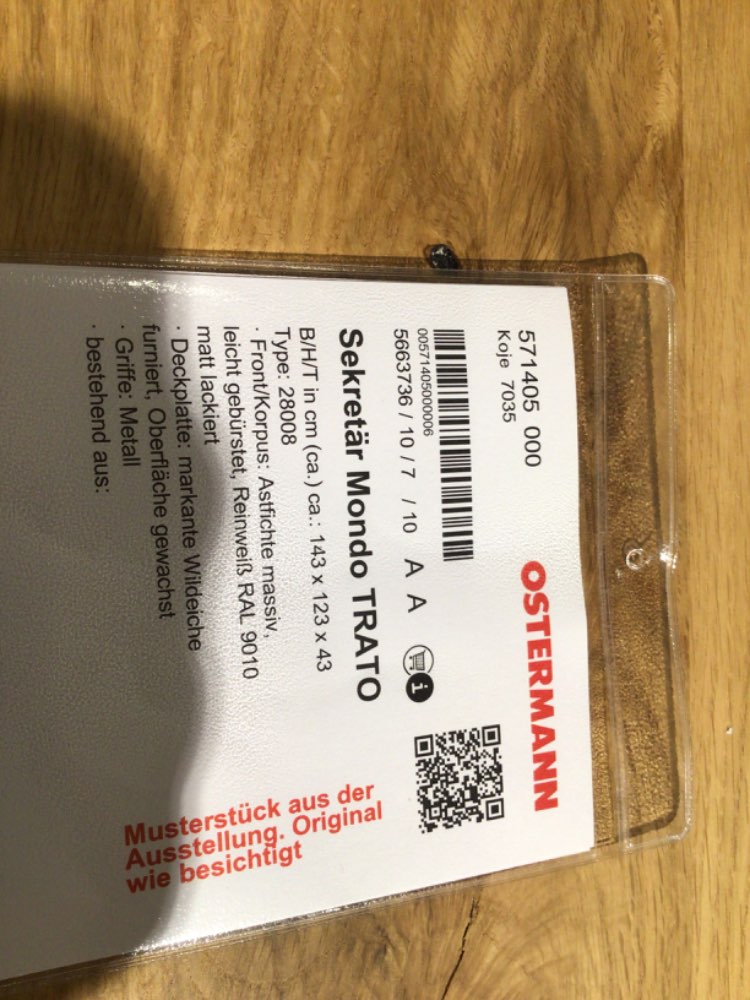 OSTERMANN
571405 000
Koje 7035
00571405000006
5663736 / 10 / 7 / 10 A A
Sekretär Mondo TRATO
B/H/T in cm (ca.) ca.: 143 x 123 x 43
Type: 28008
· Front/Korpus: Astfichte massiv,
leicht gebürstet, Reinweiß RAL 9010
matt lackiert
· Deckplatte: markante Wildeiche
furniert, Oberfläche gewachst
· Griffe: Metall
· bestehend aus:
Musterstück aus der
Ausstellung. Original
wie besichtigt